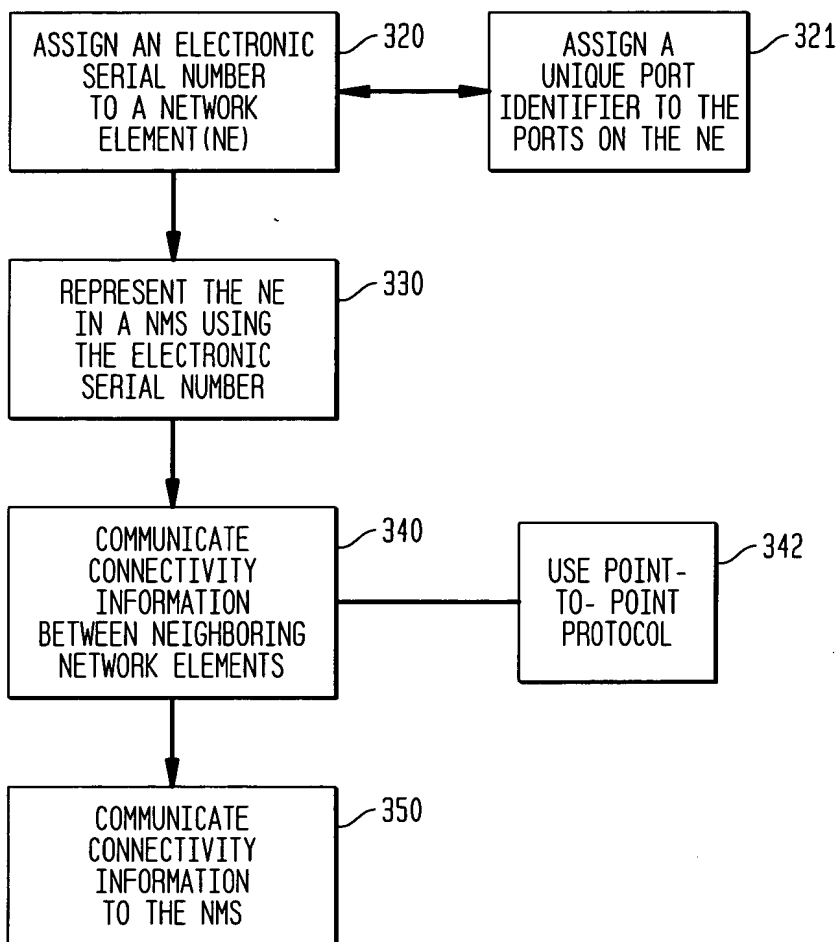 ASSIGN AN ELECTRONIC
SERIAL NUMBER
TO A NETWORK
ELEMENT(NE)
320
ASSIGN A
UNIQUE PORT
IDENTIFIER TO THE
PORTS ON THE NE
321
REPRESENT THE NE
IN A NMS USING
THE ELECTRONIC
SERIAL NUMBER
330
COMMUNICATE
CONNECTIVITY
INFORMATION
BETWEEN NEIGHBORING
NETWORK ELEMENTS
340
USE POINT-
TO- POINT
PROTOCOL
342
COMMUNICATE
CONNECTIVITY
INFORMATION
TO THE NMS
350